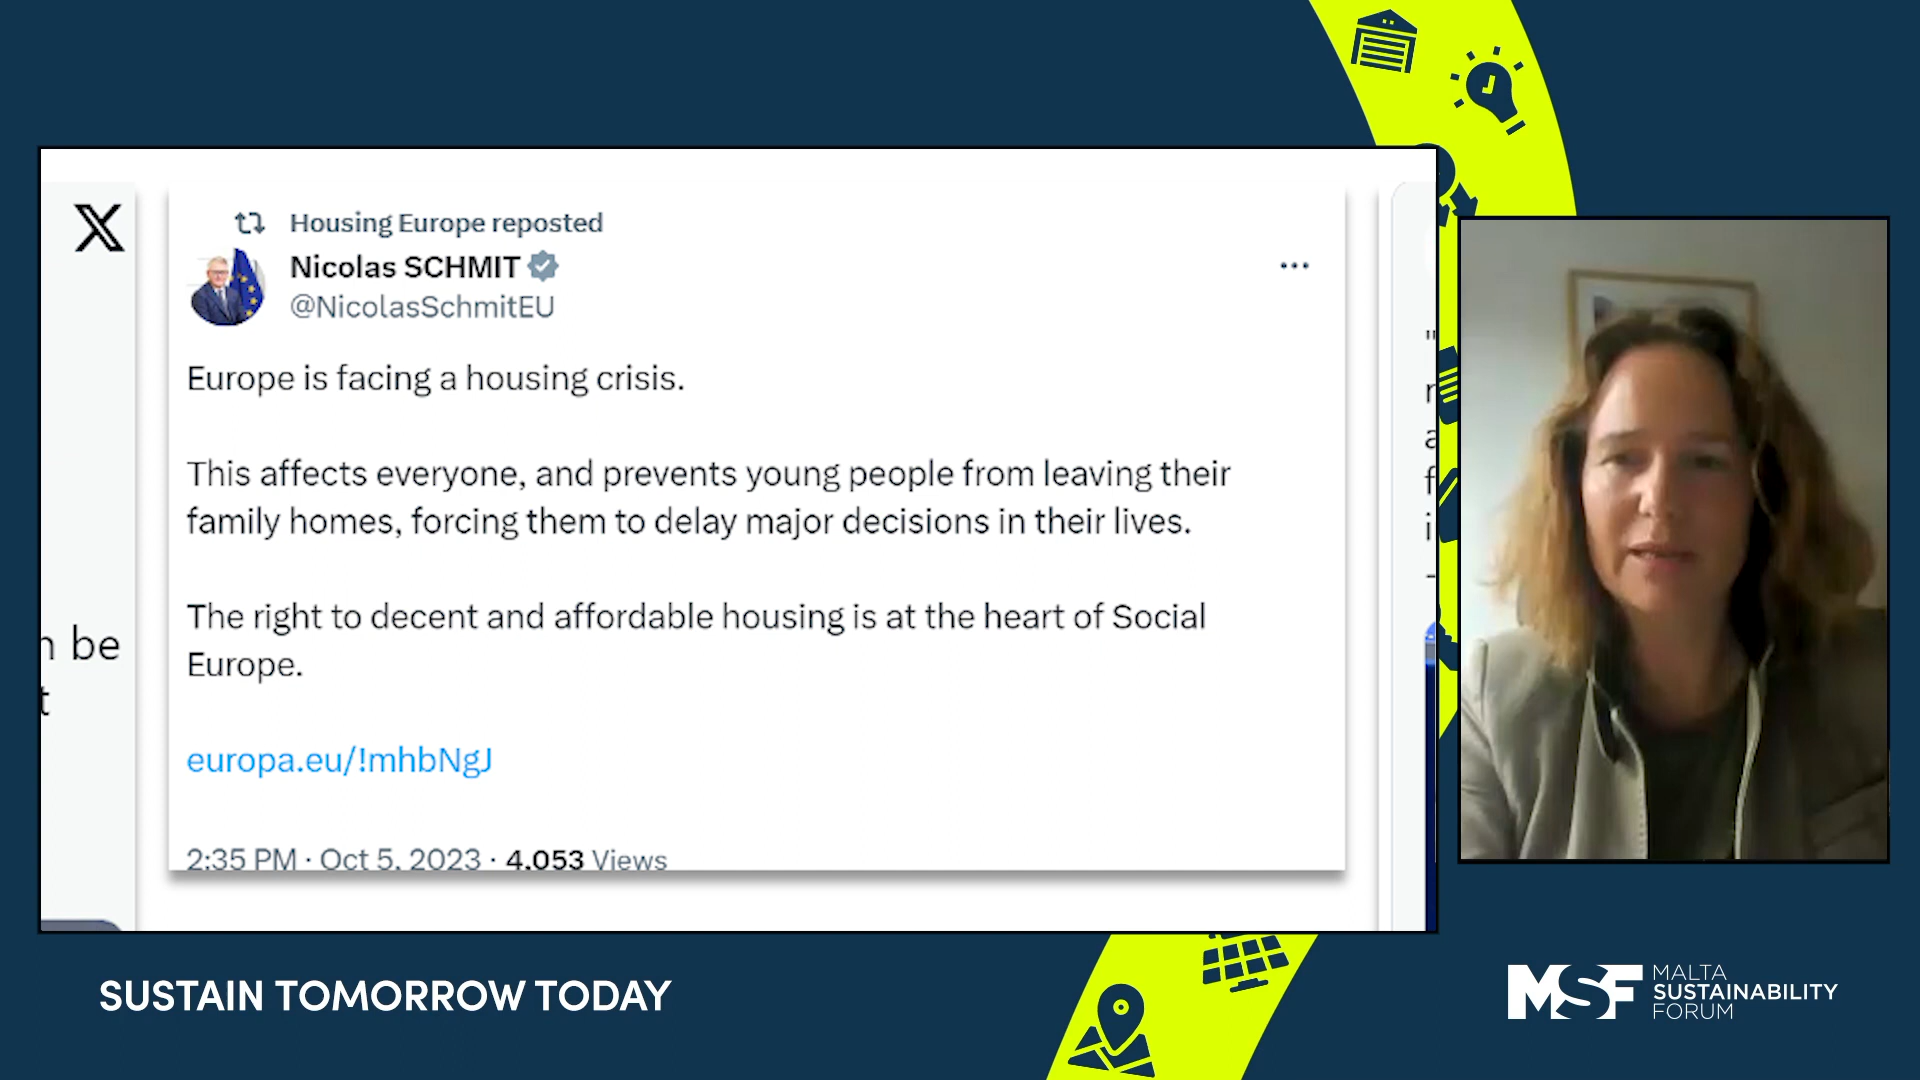 X
Housing Europe reposted
Nicolas SCHMIT
@NicolasSchmitEU
Europe is facing a housing crisis.
This affects everyone, and prevents young people from leaving their
family homes, forcing them to delay major decisions in their lives.
The right to decent and affordable housing is at the heart of Social
Europe.
europa.eu/!mhbNgJ
2:35 PM · Oct 5, 2023 · 4,053 Views
be
SUSTAIN TOMORROW TODAY
MSF
MALTA
SUSTAINABILITY
FORUM